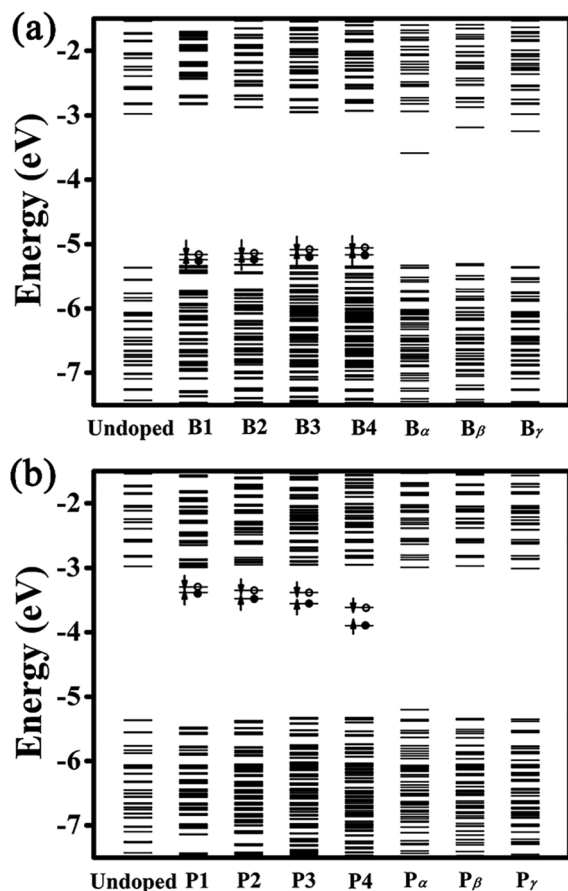 (a)
-2
-3
-4
-5
-6
-7
Energy (eV)
Undoped B1 B2 B3 B4 Bα Bβ Bγ
(b)
-2
-3
-4
-5
-6
-7
Energy (eV)
Undoped P1 P2 P3 P4 Pα Pβ Pγ